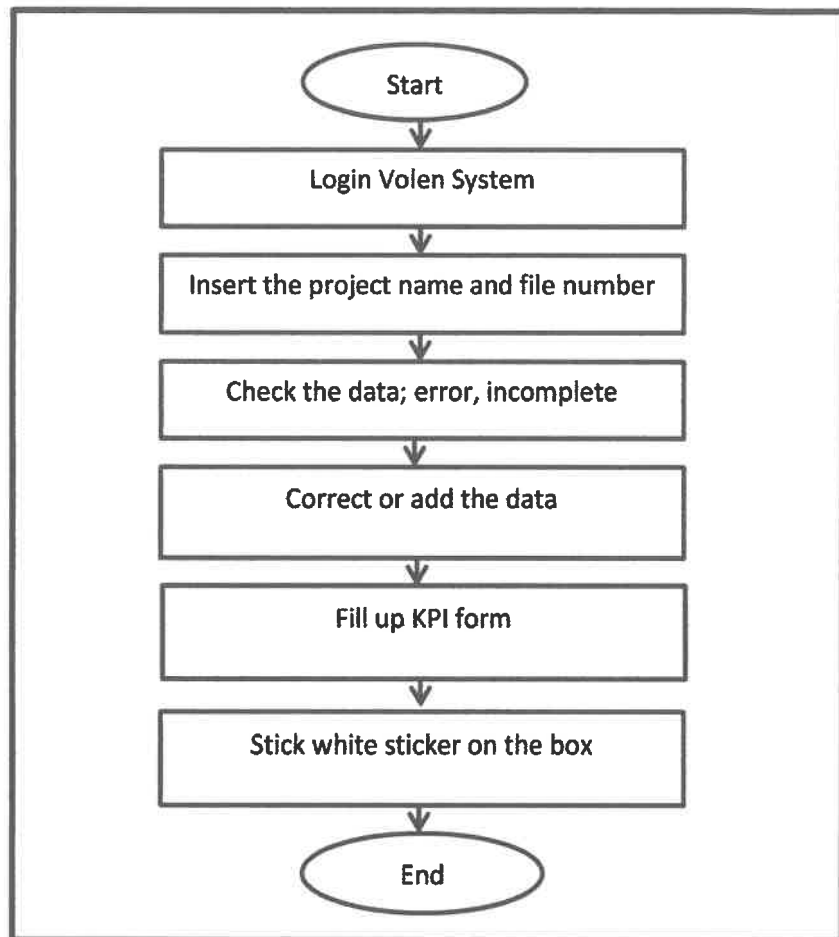 Start
Login Volen System
Insert the project name and file number
Check the data; error, incomplete
Correct or add the data
Fill up KPI form
Stick white sticker on the box
End